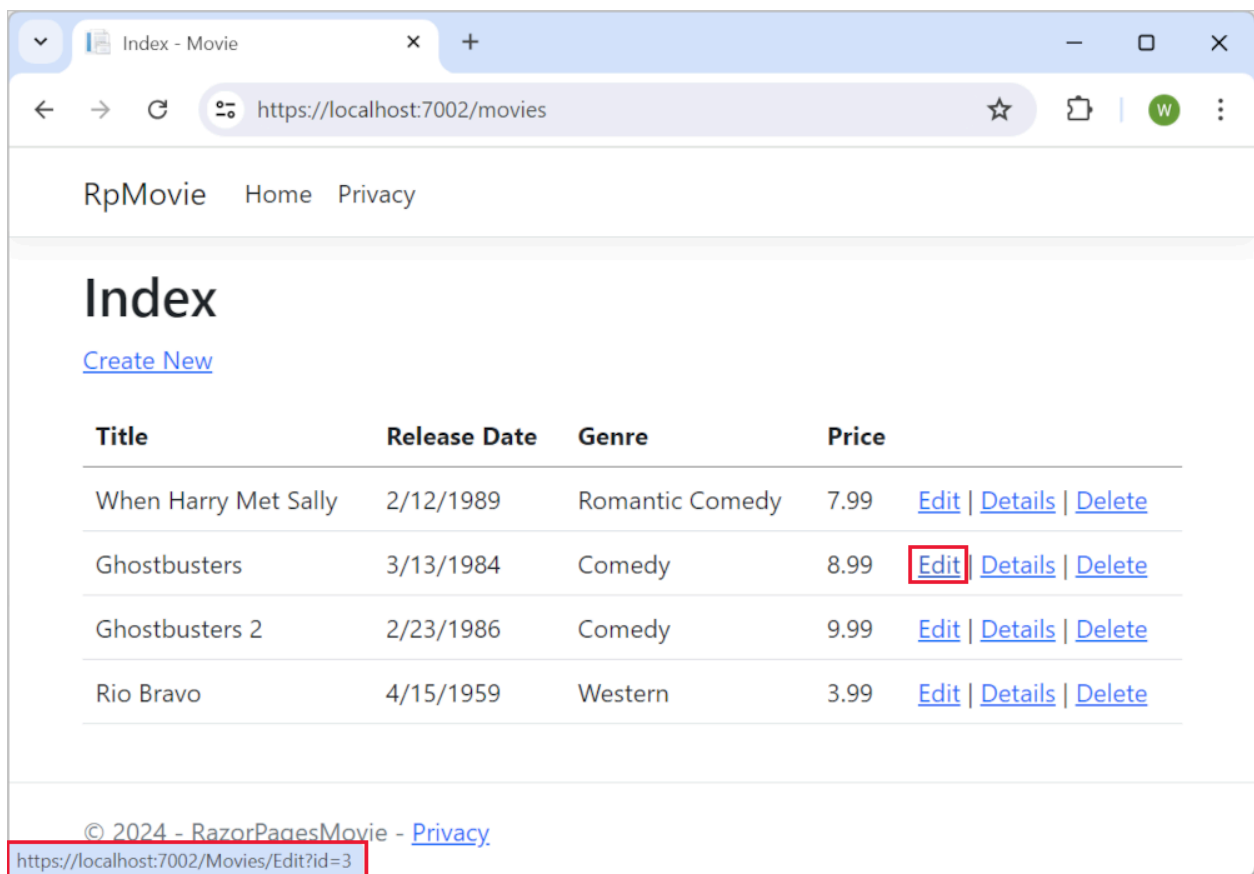 Index - Movie
https://localhost:7002/movies
W
RpMovie Home Privacy
Index
Create New
Title Release Date Genre Price
When Harry Met Sally 2/12/1989 Romantic Comedy 7.99 Edit | Details | Delete
Ghostbusters 3/13/1984 Comedy 8.99 Edit | Details | Delete
Ghostbusters 2 2/23/1986 Comedy 9.99 Edit | Details | Delete
Rio Bravo 4/15/1959 Western 3.99 Edit | Details | Delete
© 2024 - RazorPagesMovie - Privacy
https://localhost:7002/Movies/Edit?id=3